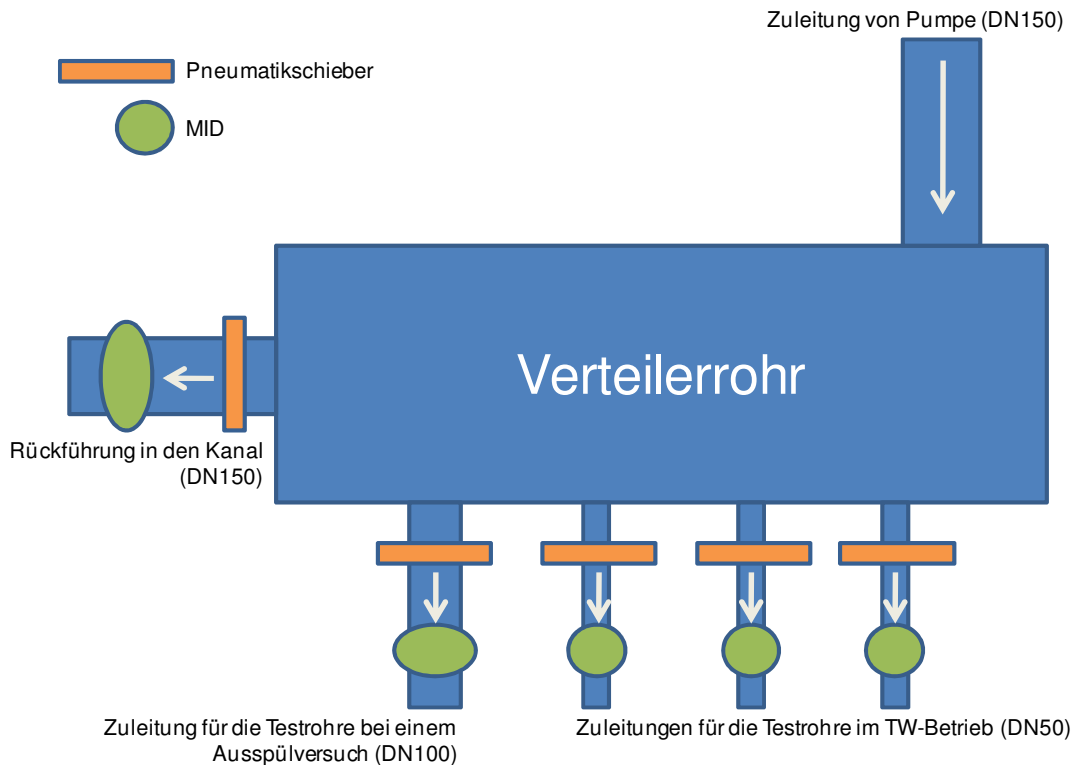 Zuleitung von Pumpe (DN150)
Pneumatikschieber
MID
Verteilerrohr
Rückführung in den Kanal
(DN150)
Zuleitung für die Testrohre bei einem
Ausspülversuch (DN100)
Zuleitungen für die Testrohre im TW-Betrieb (DN50)